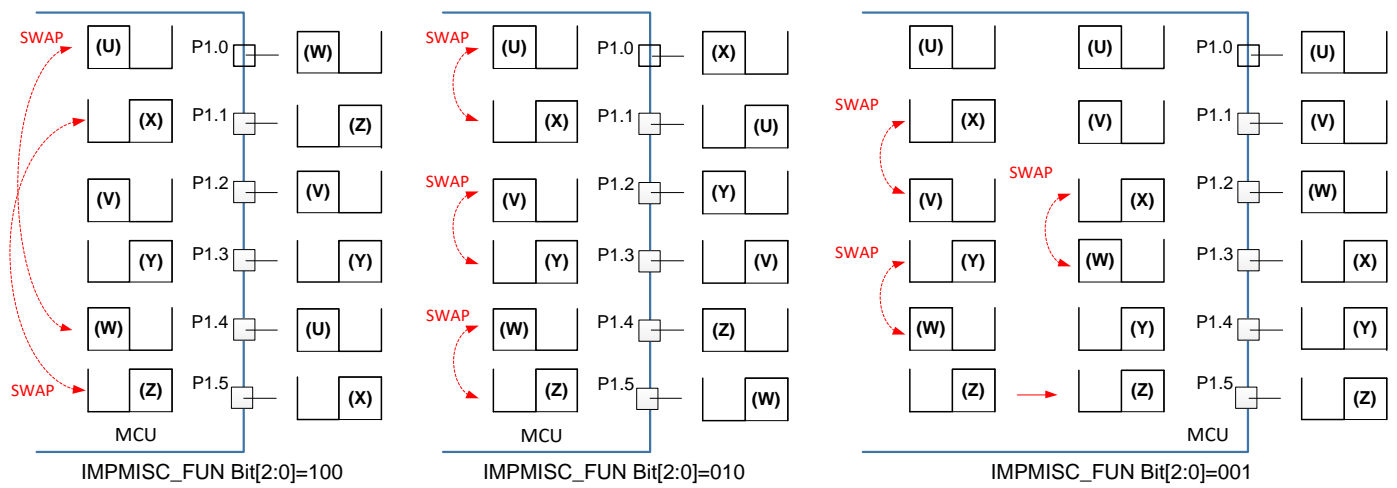 SWAP
(U)
P1.0
(W)
(X)
P1.1
(Z)
(V)
P1.2
(V)
(Y)
P1.3
(Y)
(W)
P1.4
(U)
SWAP
(Z)
P1.5
(X)
MCU
IMPMISC_FUN Bit[2:0]=100
SWAP
(U)
P1.0
(X)
(X)
P1.1
(U)
SWAP
(V)
P1.2
(Y)
(Y)
P1.3
(V)
SWAP
(W)
P1.4
(Z)
(Z)
P1.5
(W)
MCU
IMPMISC_FUN Bit[2:0]=010
(U)
(U)
P1.0
(U)
SWAP
(X)
(V)
P1.1
(V)
SWAP
(V)
(X)
P1.2
(W)
SWAP
(Y)
(W)
P1.3
(X)
(W)
(Y)
P1.4
(Y)
(Z)
(Z)
P1.5
(Z)
MCU
IMPMISC_FUN Bit[2:0]=001